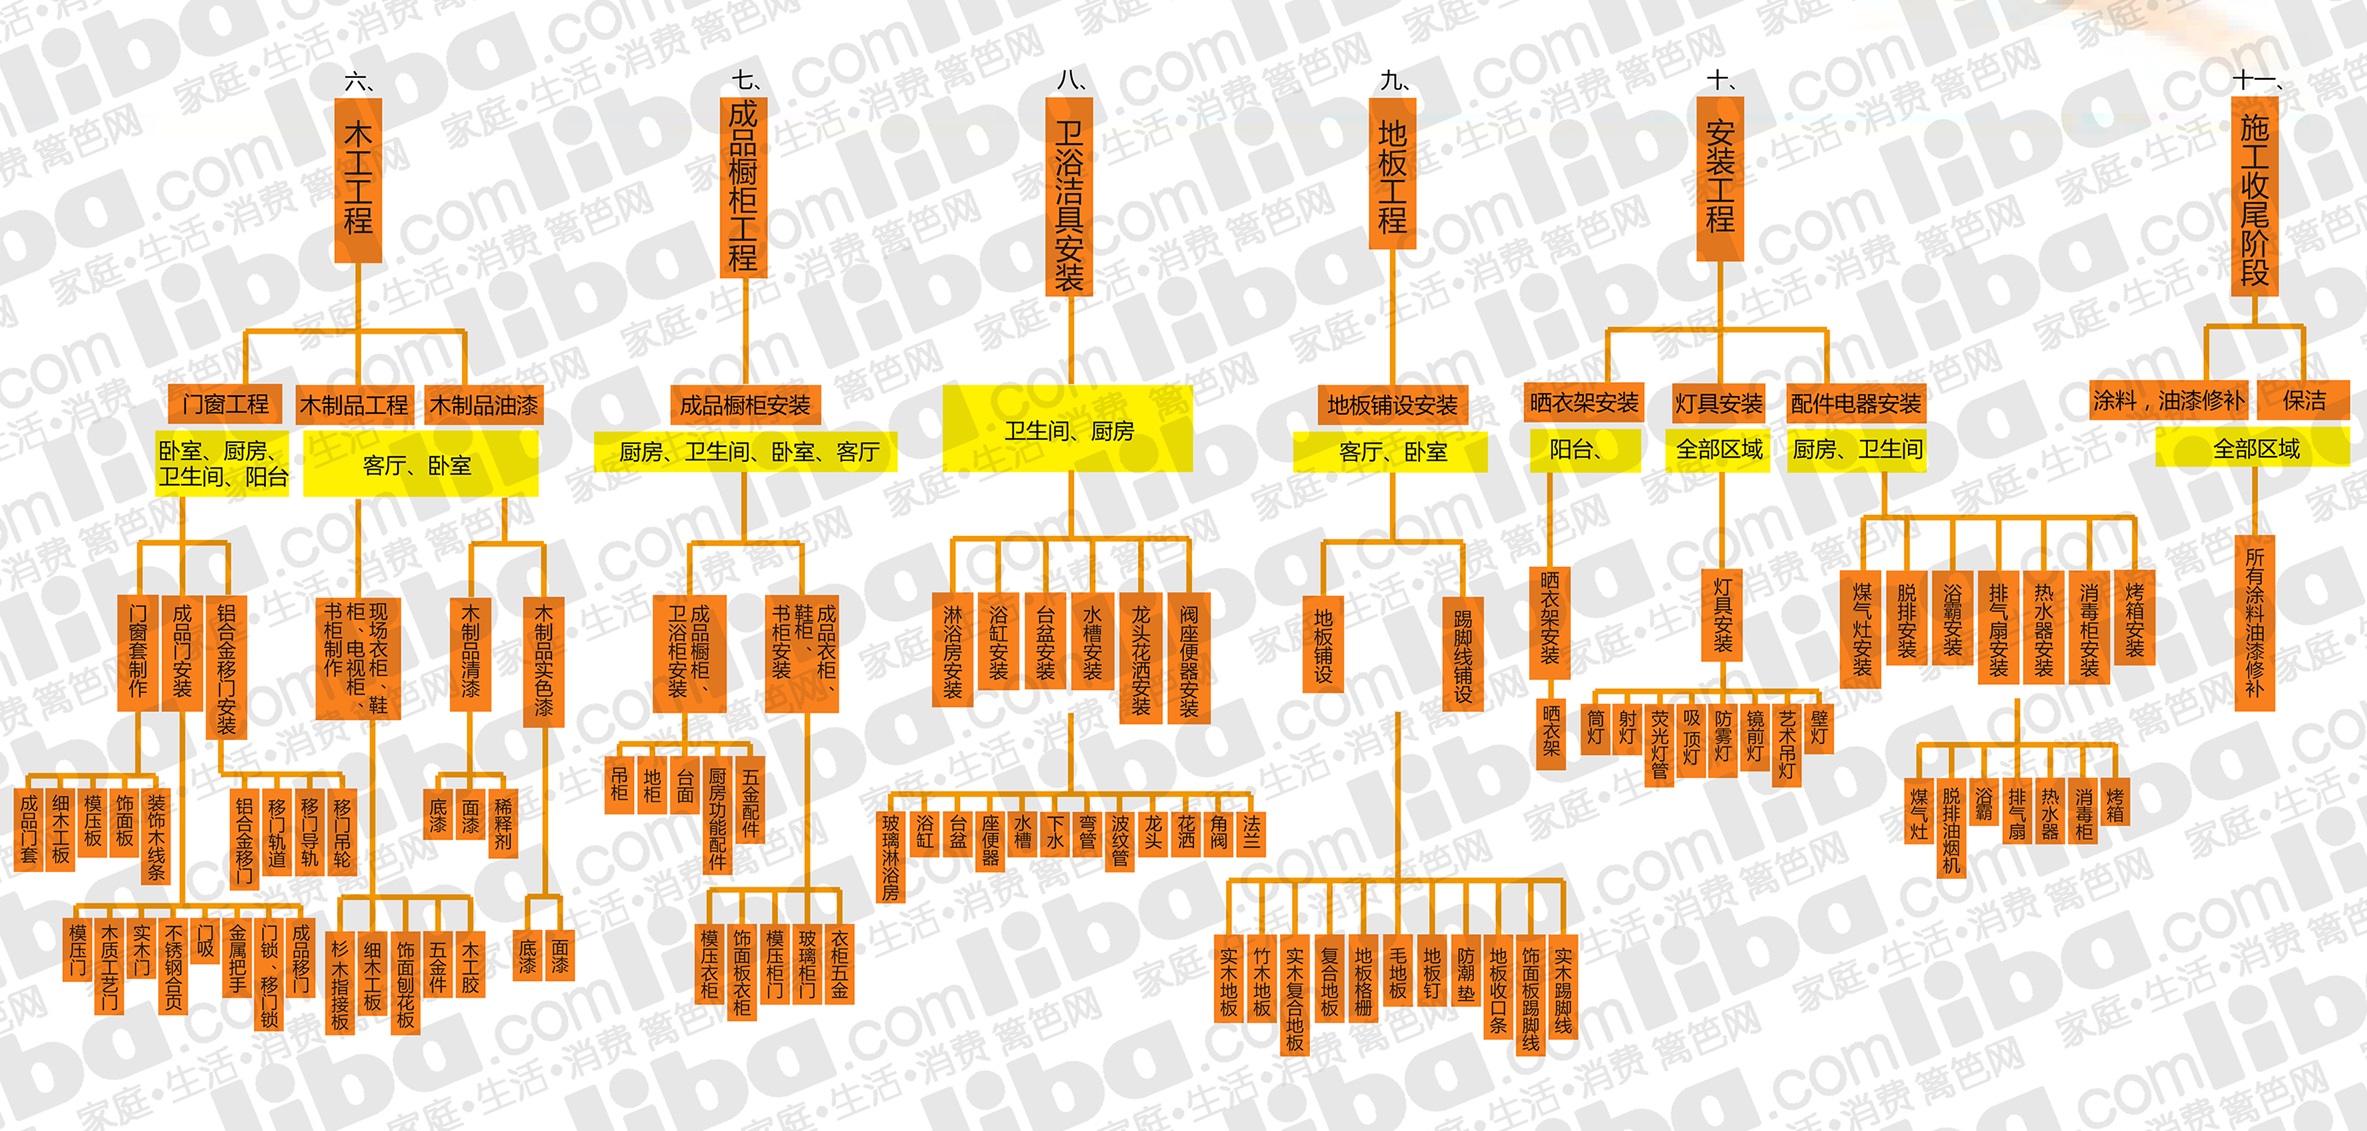 六、
木工工程
门窗工程
木制品工程
木制品油漆
卧室、厨房、
卫生间、阳台
客厅、卧室
门窗套制作
成品门安装
铝合金移门安装
现场衣柜、鞋
柜、电视柜、
书柜制作
木制品清漆
木制品实色漆
成品门套
细木工板
模压板
饰面板
装饰木线条
铝合金移门
移门轨道
移门导轨
移门吊轮
底漆
面漆
稀释剂
模压门
木质工艺门
实木门
不锈钢合页
门吸
金属把手
门锁、移门锁
成品移门
杉木指接板
细木工板
饰面刨花板
五金件
木工胶
底漆
面漆
七、
成品橱柜工程
成品橱柜安装
厨房、卫生间、卧室、客厅
成品橱柜、
卫浴柜安装
成品衣柜、
鞋柜、
书柜安装
吊柜
地柜
台面
厨房功能配件
五金配件
模压衣柜
饰面板衣柜
模压柜门
玻璃柜门
衣柜五金
八、
卫浴洁具安装
卫生间、厨房
淋浴房安装
浴缸安装
台盆安装
水槽安装
龙头花洒安装
阀座便器安装
玻璃淋浴房
浴缸
台盆
座便器
水槽
下水
弯管
波纹管
龙头
花洒
角阀
法兰
九、
地板工程
地板铺设安装
客厅、卧室
地板铺设
踢脚线铺设
实木地板
竹木地板
实木复合地板
复合地板
地板格栅
毛地板
地板钉
防潮垫
地板收口条
饰面板踢脚线
实木踢脚线
十、
安装工程
晒衣架安装
灯具安装
配件电器安装
阳台、
全部区域
厨房、卫生间
晒衣架安装
晒衣架
灯具安装
筒灯
射灯
荧光灯管
吸顶灯
防雾灯
镜前灯
艺术吊灯
壁灯
煤气灶安装
脱排安装
浴霸安装
排气扇安装
热水器安装
消毒柜安装
烤箱安装
煤气灶
脱排油烟机
浴霸
排气扇
热水器
消毒柜
烤箱
十一、
施工收尾阶段
涂料，油漆修补
保洁
全部区域
所有涂料油漆修补
liba.com
家庭·生活·消费 篱笆网